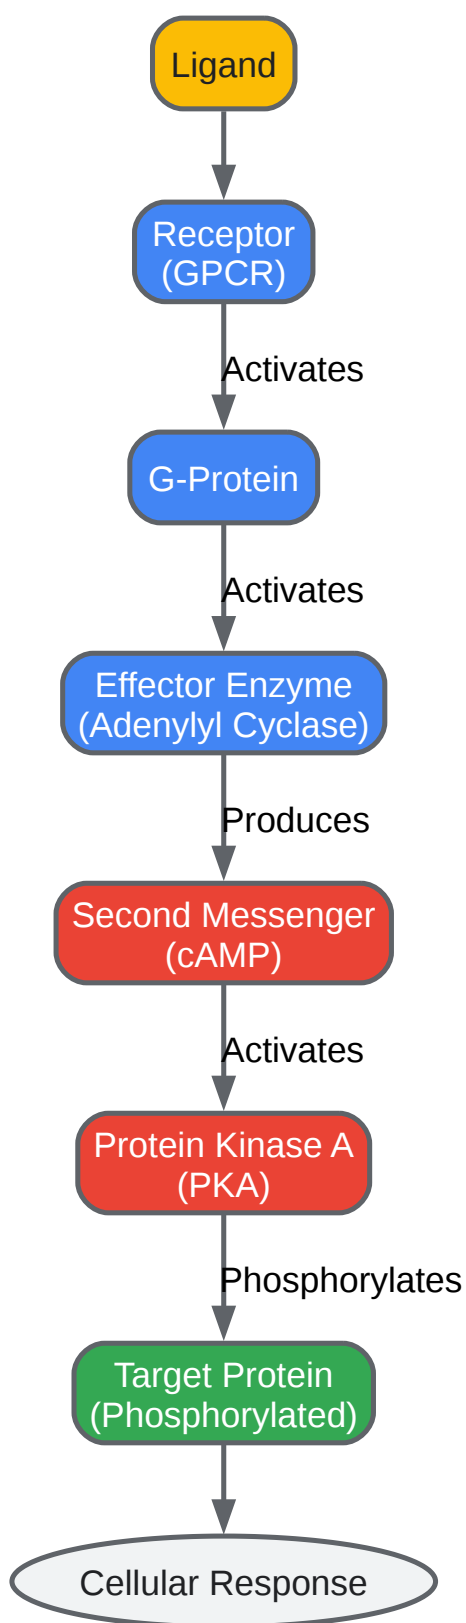 Ligand
Receptor
(GPCR)
Activates
G-Protein
Activates
Effector Enzyme
(Adenylyl Cyclase)
Produces
Second Messenger
(cAMP)
Activates
Protein Kinase A
(PKA)
Phosphorylates
Target Protein
(Phosphorylated)
Cellular Response